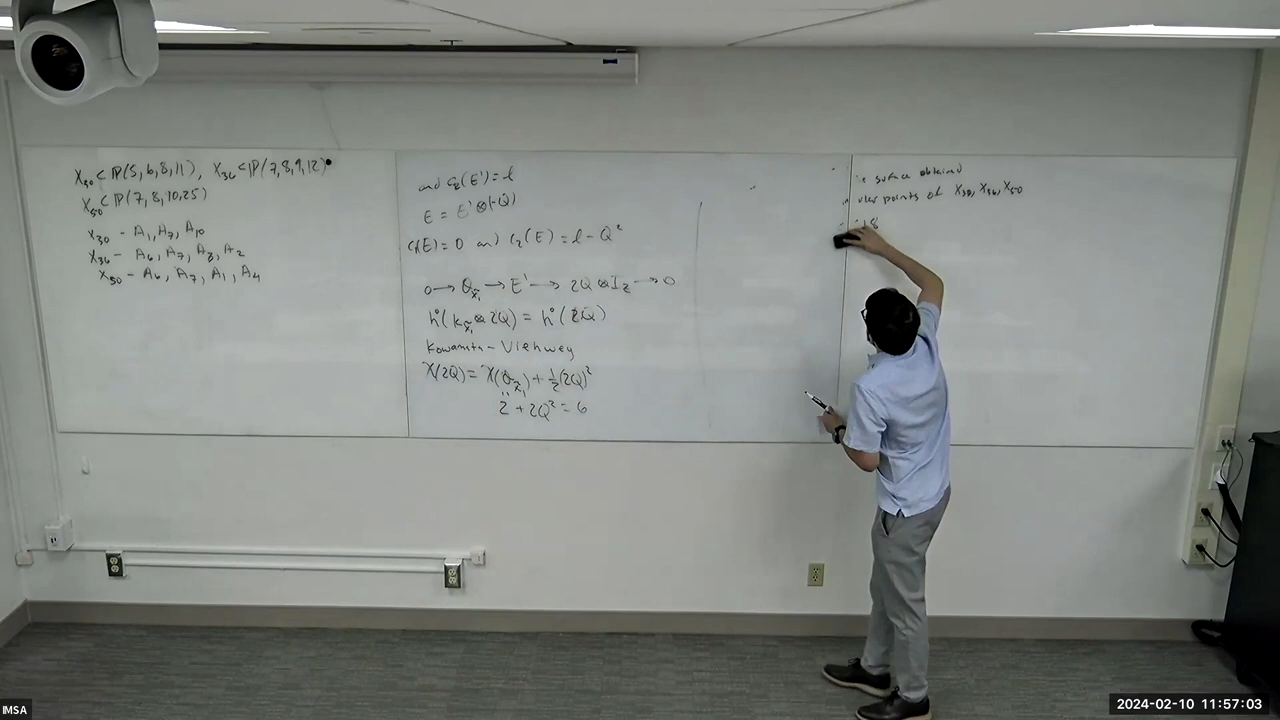 X₃₀ ⊂ ℙ(5,6,8,11), X₃₆ ⊂ ℙ(7,8,9,12)
X₅₀ ⊂ ℙ(7,8,10,25)
X₃₀ - A₁, A₇, A₁₀
X₃₆ - A₆, A₇, A₃, A₂
X₅₀ - A₆, A₇, A₁, A₄
and c₂(E') = l
E = E' ⊗ (-Q)
c₁(E) = 0 and c₂(E) = l - Q²
0 → O → E' → 2Q ⊗ I_Z → 0
h⁰(K ⊗ 2Q) = h⁰(2Q)
Kawamata - Viehweg
χ(2Q) = χ(O) + ½(2Q)²
2 + 2Q² = 6
surface obtained
points of X₃₀, X₃₆, X₅₀
18
IMSA
2024-02-10 11:57:03